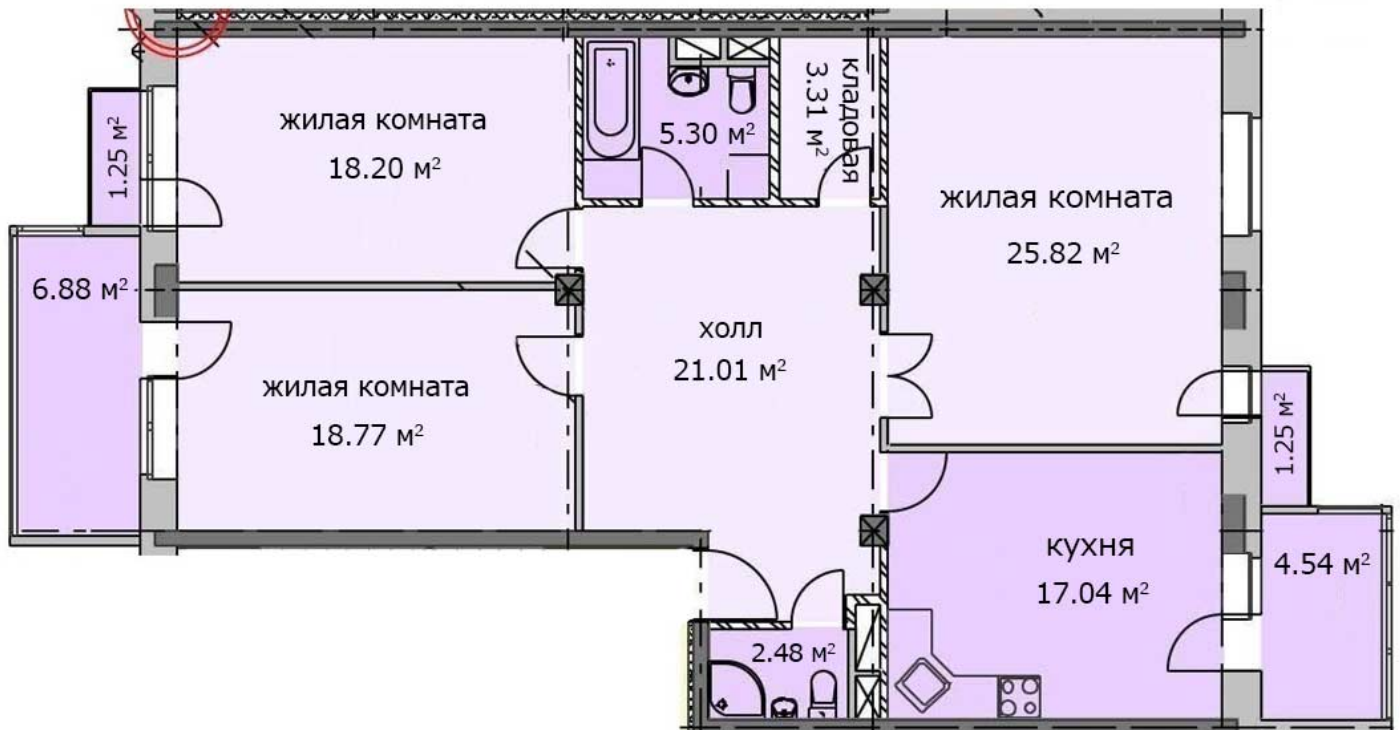 жилая комната
18.20 м²
5.30 м²
кладовая
3.31 м²
жилая комната
25.82 м²
1.25 м²
6.88 м²
холл
21.01 м²
жилая комната
18.77 м²
1.25 м²
кухня
17.04 м²
4.54 м²
2.48 м²